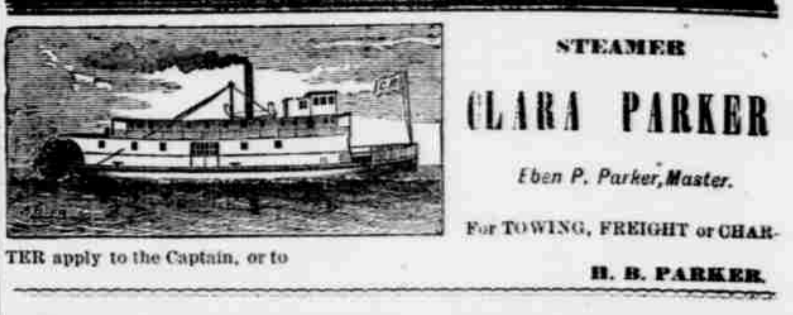 STEAMER
CLARA PARKER
Eben P. Parker, Master.
For TOWING, FREIGHT or CHAR-
TER apply to the Captain, or to
H. B. PARKER.